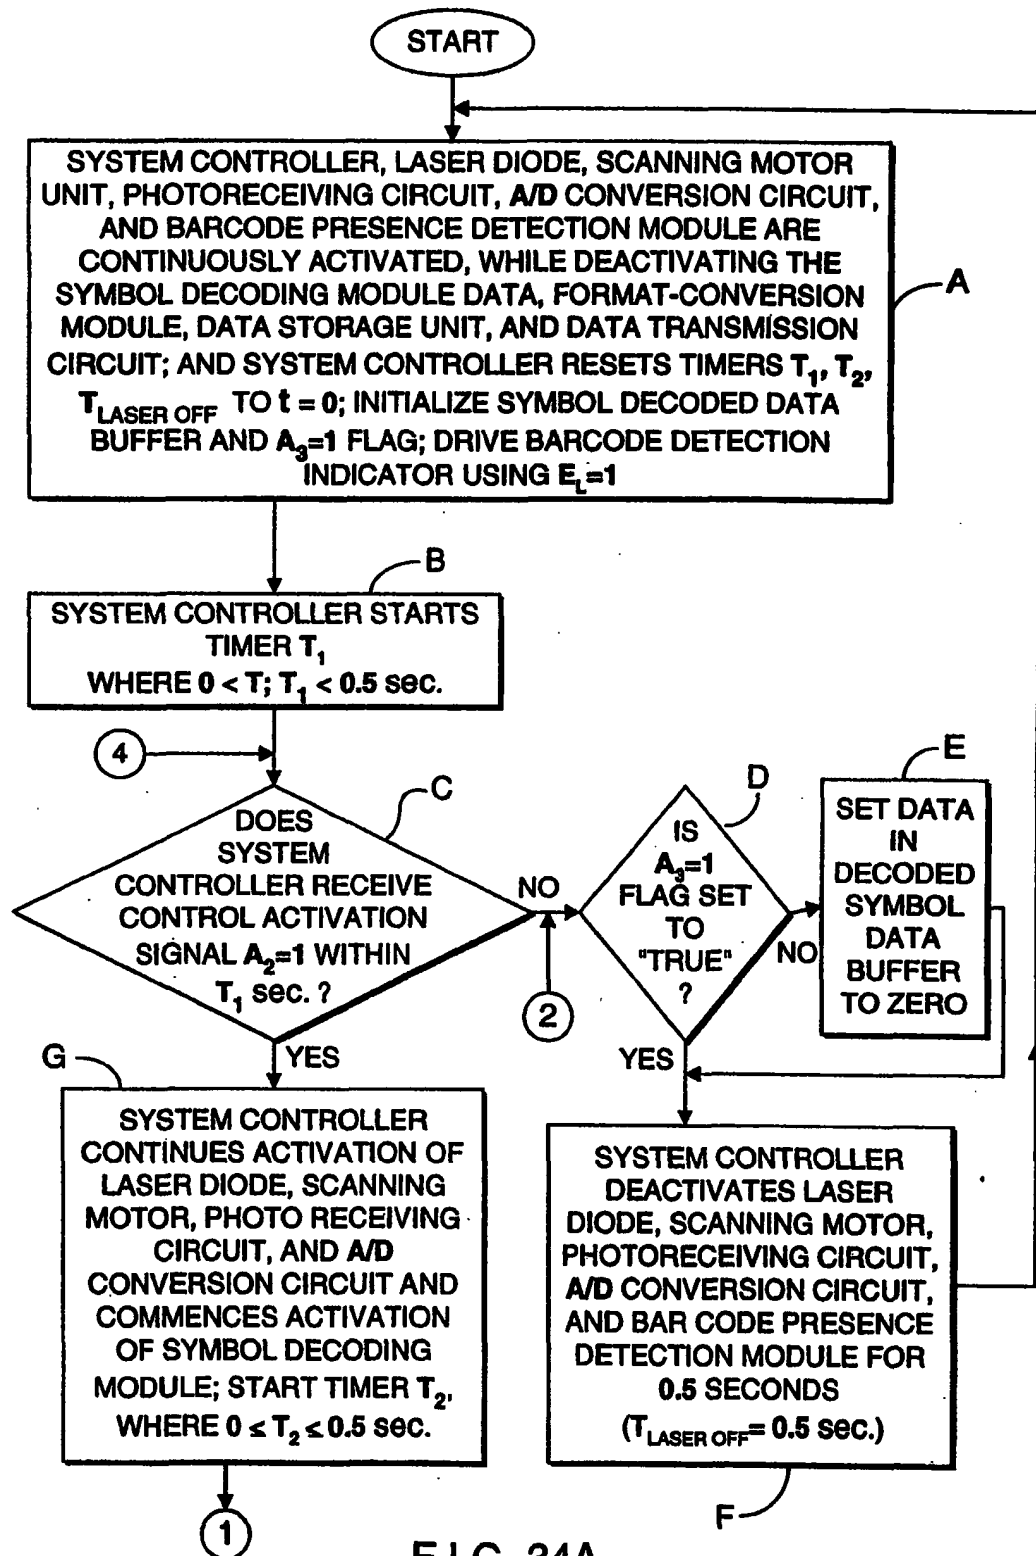 START
SYSTEM CONTROLLER, LASER DIODE, SCANNING MOTOR
UNIT, PHOTORECEIVING CIRCUIT, A/D CONVERSION CIRCUIT,
AND BARCODE PRESENCE DETECTION MODULE ARE
CONTINUOUSLY ACTIVATED, WHILE DEACTIVATING THE
SYMBOL DECODING MODULE DATA, FORMAT-CONVERSION
MODULE, DATA STORAGE UNIT, AND DATA TRANSMISSION
CIRCUIT; AND SYSTEM CONTROLLER RESETS TIMERS T1, T2,
TLASER OFF TO t = 0; INITIALIZE SYMBOL DECODED DATA
BUFFER AND A3=1 FLAG; DRIVE BARCODE DETECTION
INDICATOR USING EL=1
A
B
SYSTEM CONTROLLER STARTS
TIMER T1
WHERE 0 < T; T1 < 0.5 sec.
4
C
DOES
SYSTEM
CONTROLLER RECEIVE
CONTROL ACTIVATION
SIGNAL A2=1 WITHIN
T1 sec. ?
NO
2
D
IS
A3=1
FLAG SET
TO
"TRUE"
?
NO
E
SET DATA
IN
DECODED
SYMBOL
DATA
BUFFER
TO ZERO
YES
YES
G
SYSTEM CONTROLLER
CONTINUES ACTIVATION OF
LASER DIODE, SCANNING
MOTOR, PHOTO RECEIVING
CIRCUIT, AND A/D
CONVERSION CIRCUIT AND
COMMENCES ACTIVATION
OF SYMBOL DECODING
MODULE; START TIMER T2,
WHERE 0 ≤ T2 ≤ 0.5 sec.
1
SYSTEM CONTROLLER
DEACTIVATES LASER
DIODE, SCANNING MOTOR,
PHOTORECEIVING CIRCUIT,
A/D CONVERSION CIRCUIT,
AND BAR CODE PRESENCE
DETECTION MODULE FOR
0.5 SECONDS
(TLASER OFF= 0.5 sec.)
F
FIG. 24A